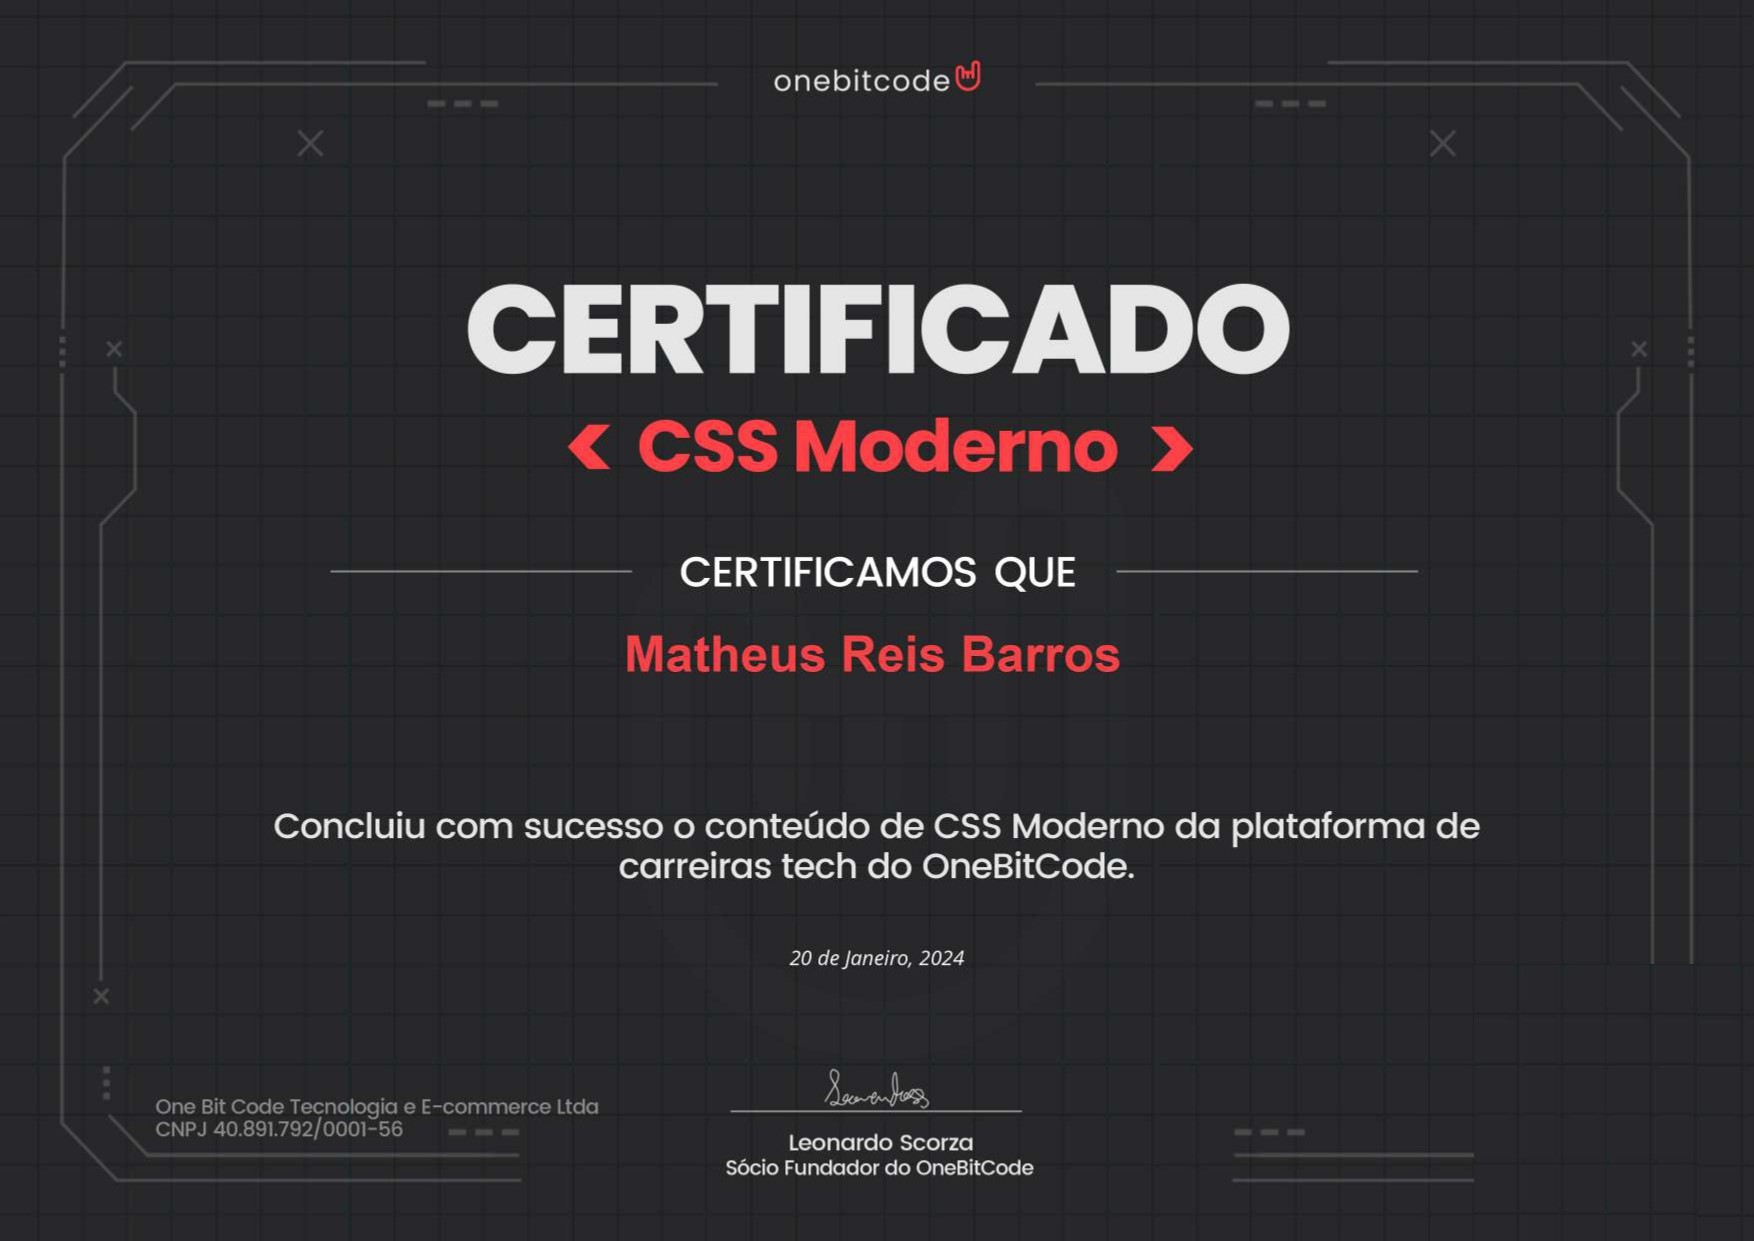 onebitcode
CERTIFICADO
< CSS Moderno >
CERTIFICAMOS QUE
Matheus Reis Barros
Concluiu com sucesso o conteúdo de CSS Moderno da plataforma de
carreiras tech do OneBitCode.
20 de Janeiro, 2024
One Bit Code Tecnologia e E-commerce Ltda
CNPJ 40.891.792/0001-56
Leonardo Scorza
Sócio Fundador do OneBitCode